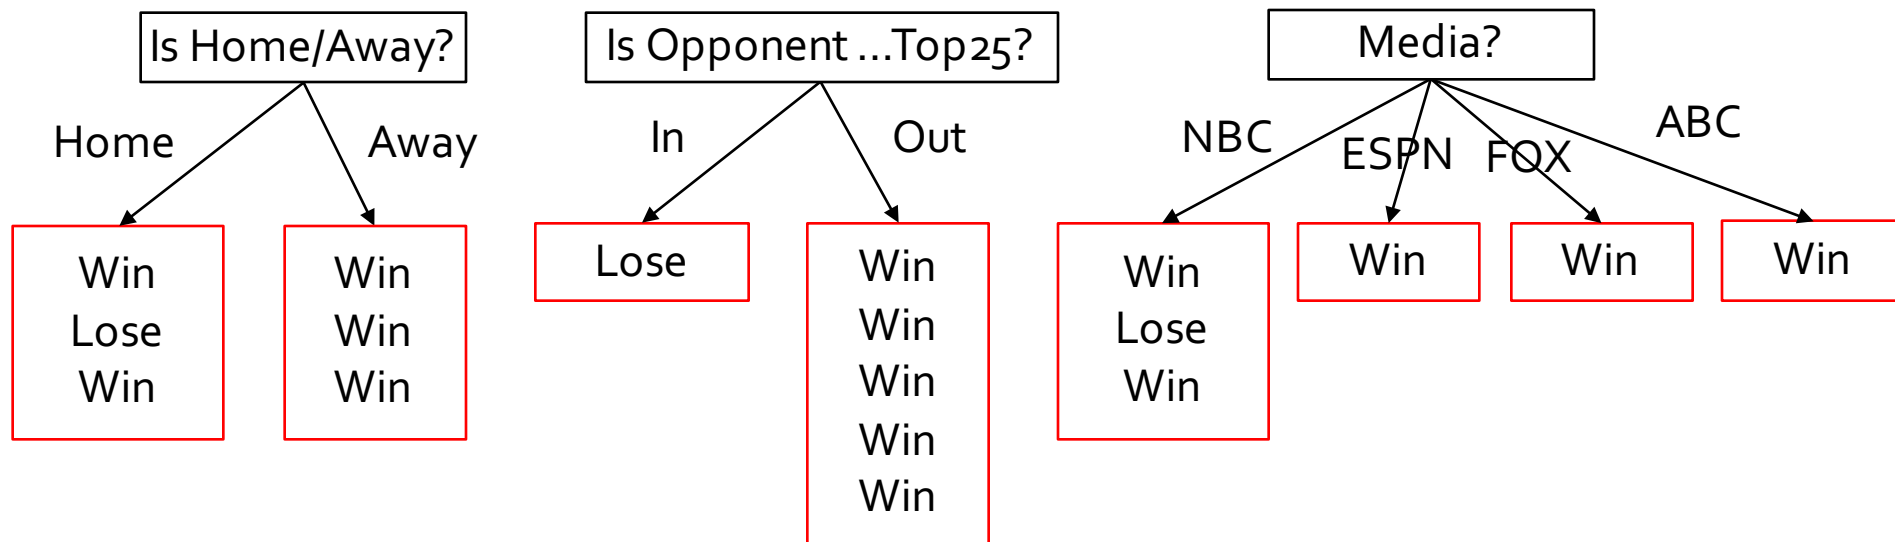 Is Home/Away?
Home
Away
Win
Lose
Win
Win
Win
Win
Is Opponent ...Top25?
In
Out
Lose
Win
Win
Win
Win
Win
Media?
NBC
ESPN
FOX
ABC
Win
Lose
Win
Win
Win
Win